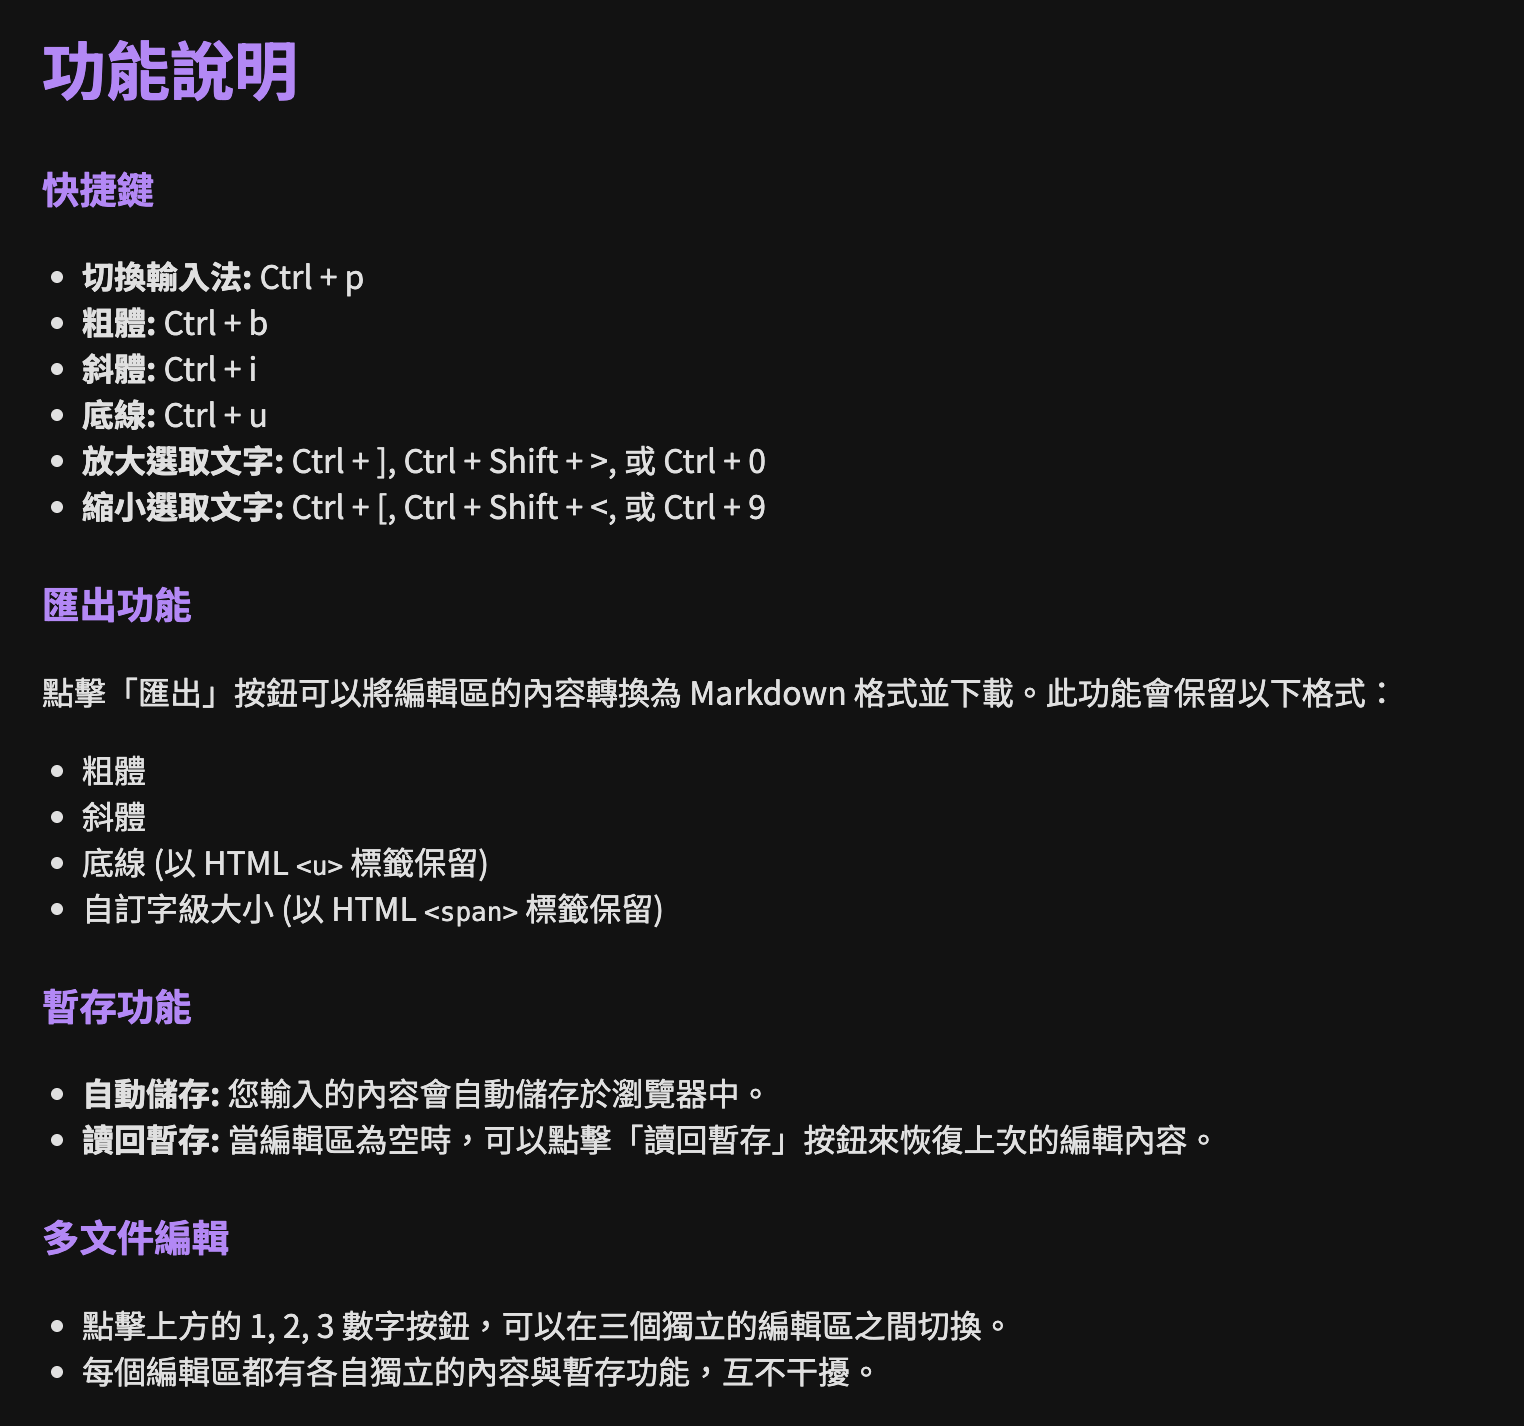 功能說明
快捷鍵
切換輸入法: Ctrl + p
粗體: Ctrl + b
斜體: Ctrl + i
底線: Ctrl + u
放大選取文字: Ctrl + ], Ctrl + Shift + >, 或 Ctrl + 0
縮小選取文字: Ctrl + [, Ctrl + Shift + <, 或 Ctrl + 9
匯出功能
點擊「匯出」按鈕可以將編輯區的內容轉換為 Markdown 格式並下載。此功能會保留以下格式：
粗體
斜體
底線 (以 HTML <u> 標籤保留)
自訂字級大小 (以 HTML <span> 標籤保留)
暫存功能
自動儲存: 您輸入的內容會自動儲存於瀏覽器中。
讀回暫存: 當編輯區為空時，可以點擊「讀回暫存」按鈕來恢復上次的編輯內容。
多文件編輯
點擊上方的 1, 2, 3 數字按鈕，可以在三個獨立的編輯區之間切換。
每個編輯區都有各自獨立的內容與暫存功能，互不干擾。